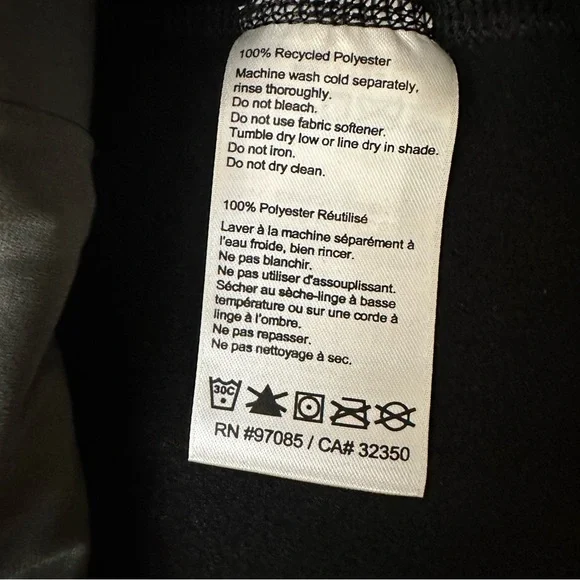 100% Recycled Polyester
Machine wash cold separately,
rinse thoroughly.
Do not bleach.
Do not use fabric softener.
Tumble dry low or line dry in shade.
Do not iron.
Do not dry clean.
100% Polyester Réutilisé
Laver à la machine séparément à
l'eau froide, bien rincer.
Ne pas blanchir.
Ne pas utiliser d'assouplissant.
Sécher au sèche-linge à basse
température ou sur une corde à
linge à l'ombre.
Ne pas repasser.
Ne pas nettoyage à sec.
30C
RN #97085 / CA# 32350